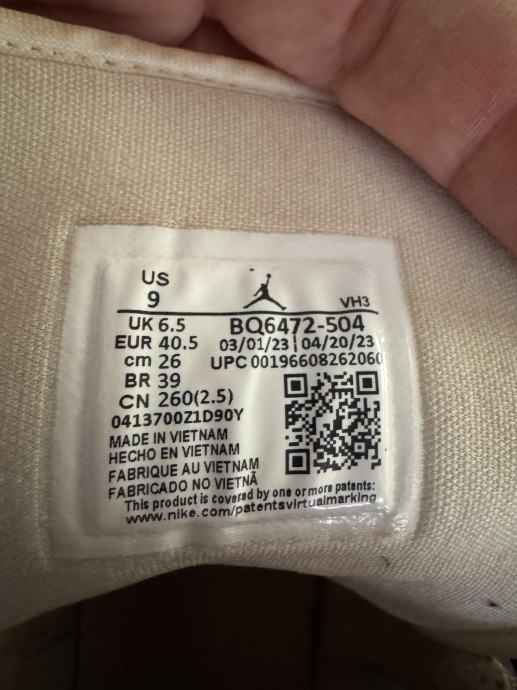 US
9
VH3
UK 6.5
BQ6472-504
EUR 40.5
03/01/23 | 04/20/23
cm 26
UPC 00196608262060
BR 39
CN 260(2.5)
0413700Z1D90Y
MADE IN VIETNAM
HECHO EN VIETNAM
FABRIQUE AU VIETNAM
FABRICADO NO VIETNÃ
This product is covered by one or more patents:
www.nike.com/patentsvirtualmarking